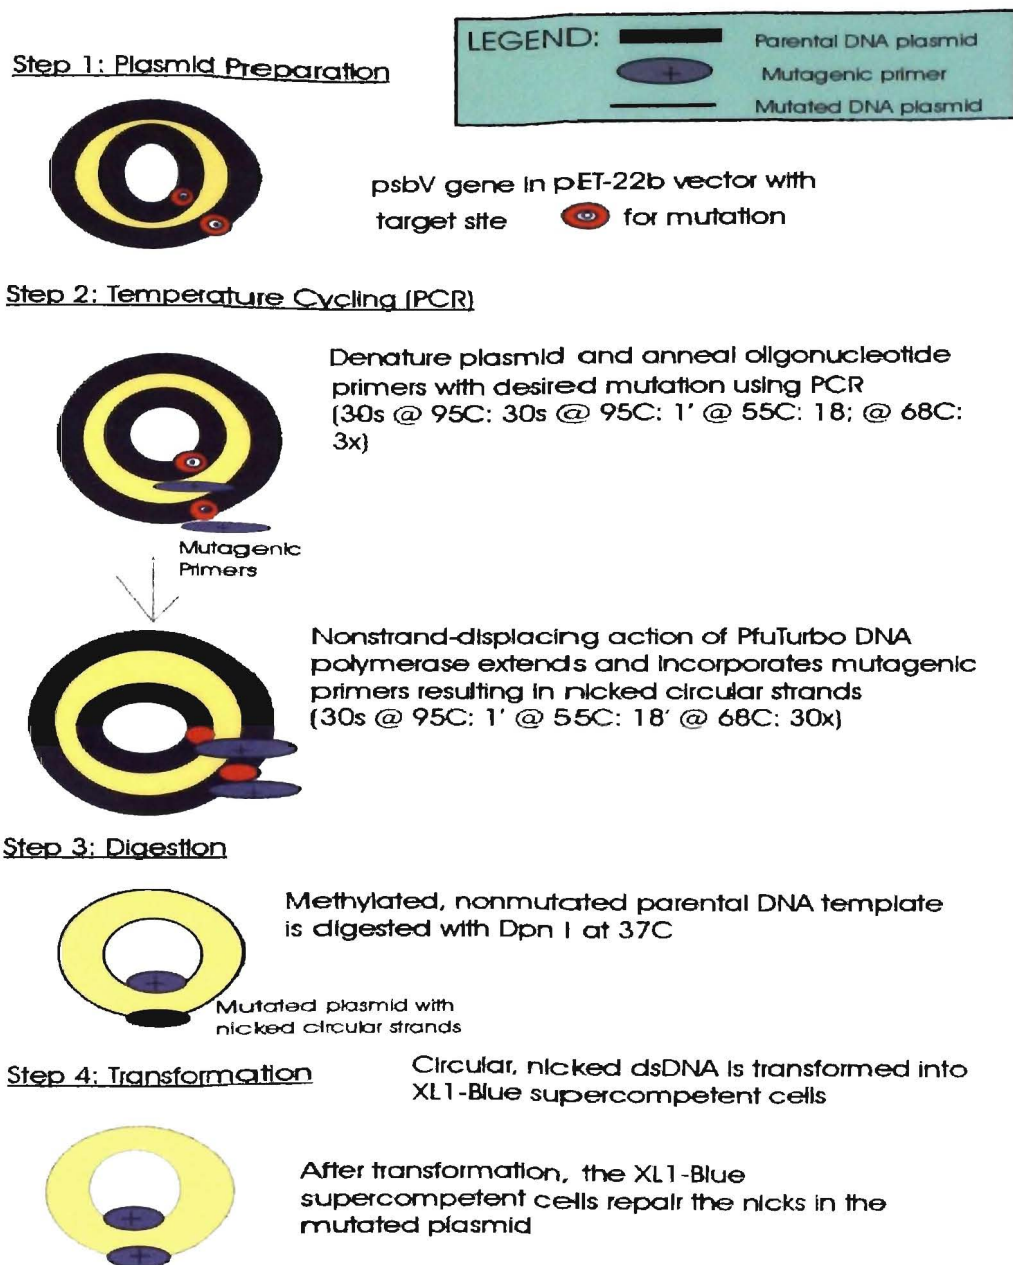 LEGEND:
Parental DNA plasmid
Mutagenic primer
Mutated DNA plasmid
Step 1: Plasmid Preparation
psbV gene in pET-22b vector with
target site for mutation
Step 2: Temperature Cycling (PCR)
Denature plasmid and anneal oligonucleotide
primers with desired mutation using PCR
(30s @ 95C: 30s @ 95C: 1' @ 55C: 18; @ 68C:
3x)
Mutagenic
Primers
Nonstrand-displacing action of PfuTurbo DNA
polymerase extends and incorporates mutagenic
primers resulting in nicked circular strands
(30s @ 95C: 1' @ 55C: 18' @ 68C: 30x)
Step 3: Digestion
Methylated, nonmutated parental DNA template
is digested with Dpn I at 37C
Mutated plasmid with
nicked circular strands
Step 4: Transformation
Circular, nicked dsDNA is transformed into
XL1-Blue supercompetent cells
After transformation, the XL1-Blue
supercompetent cells repair the nicks in the
mutated plasmid